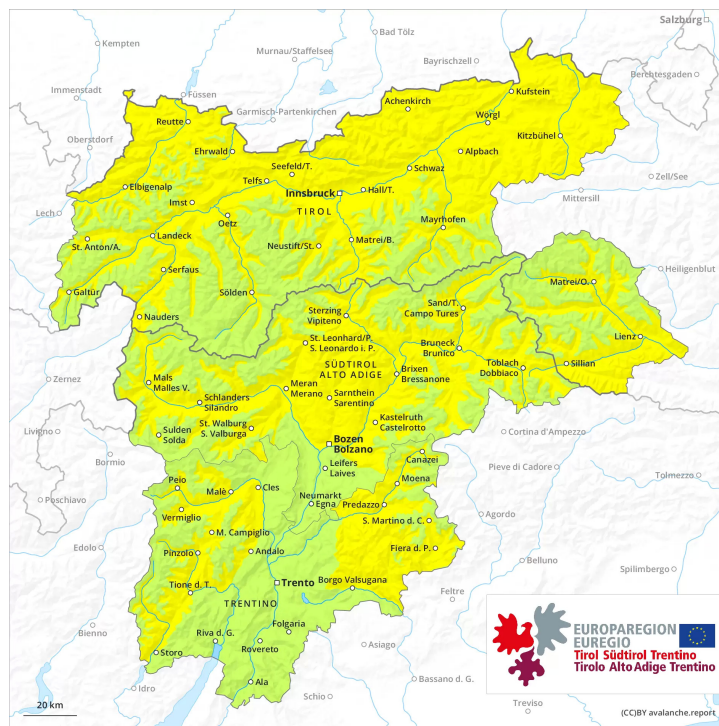 Salzburg
Kempten
Bad Tölz
Murnau/Staffelsee
Bayrischzell
Berchtesgaden
Immenstadt
Füssen
Garmisch-Partenkirchen
Achenkirch
Kufstein
Reutte
Wörgl
Oberstdorf
Kitzbühel
Ehrwald
Seefeld/T.
Alpbach
Schwaz
Zell/See
Telfs
Elbigenalp
Innsbruck
Hall/T.
Mittersill
Lech
Imst
TIROL
Oetz
Mayrhofen
St. Anton/A.
Landeck
Neustift/St.
Matrei/B.
Heiligenblut
Serfaus
Matrei/O.
Galtür
Sölden
Sand/T.
Campo Tures
Nauders
Sterzing
Vipiteno
Lienz
St. Leonhard/P.
S. Leonardo i. P.
Bruneck
Brunico
Toblach
Dobbiaco
Sillian
SÜDTIROL
ALTO ADIGE
Brixen
Bressanone
Zernez
Mals
Malles V.
Meran
Merano
Schlanders
Silandro
Sarnthein
Sarentino
St. Walburg
S. Valburga
Kastelruth
Castelrotto
Livigno
Sulden
Solda
Cortina d'Ampezzo
Bozen
Bolzano
Bormio
Canazei
Leifers
Laives
Pieve di Cadore
Tolmezzo
Peio
Malè
Cles
Moena
Poschiavo
Neumarkt
Egna
Predazzo
Vermiglio
Agordo
S. Martino d. C.
M. Campiglio
Edolo
Pinzolo
Andalo
Fiera d. P.
Belluno
Spilimbergo
Tione d. T.
Trento
Borgo Valsugana
Feltre
TRENTINO
Folgaria
Bienno
Riva d. G.
Rovereto
Asiago
Storo
Ala
Idro
Schio
Bassano d. G.
Treviso
EUROPAREGION
EUREGIO
Tirol Südtirol Trentino
Tirolo Alto Adige Trentino
20 km
(CC)BY avalanche.report